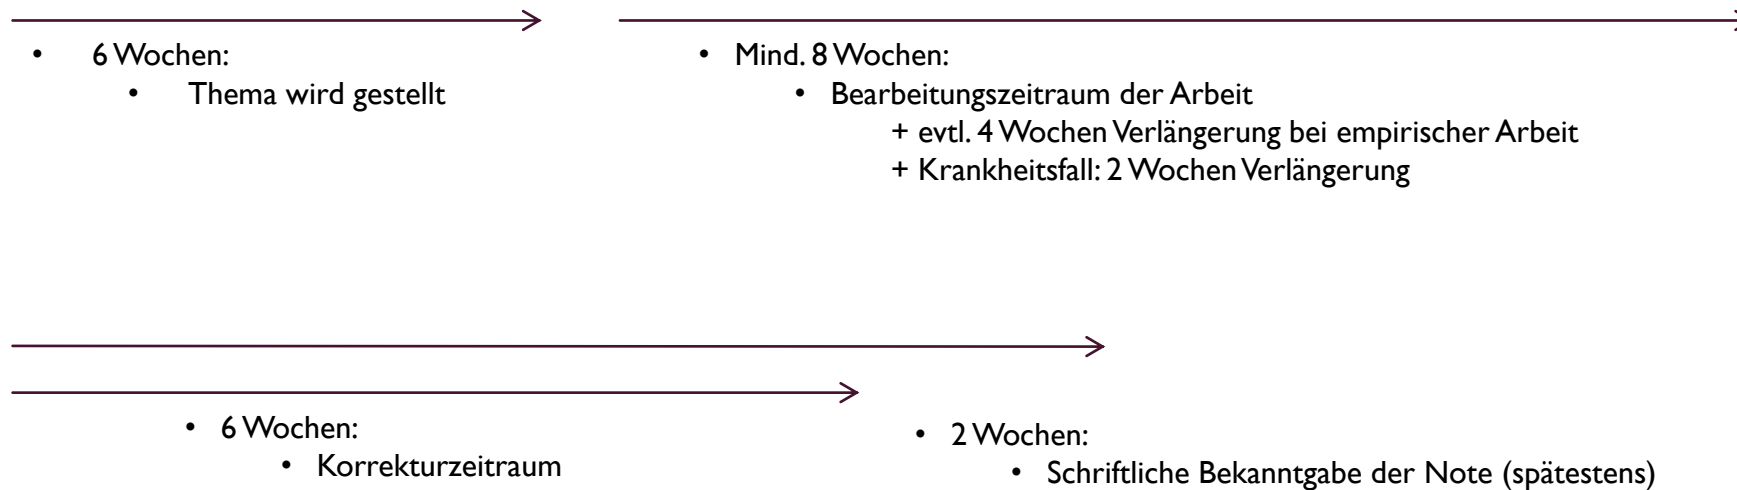 • 6 Wochen:
• Thema wird gestellt
• Mind. 8 Wochen:
• Bearbeitungszeitraum der Arbeit
+ evtl. 4 Wochen Verlängerung bei empirischer Arbeit
+ Krankheitsfall: 2 Wochen Verlängerung
• 6 Wochen:
• Korrekturzeitraum
• 2 Wochen:
• Schriftliche Bekanntgabe der Note (spätestens)